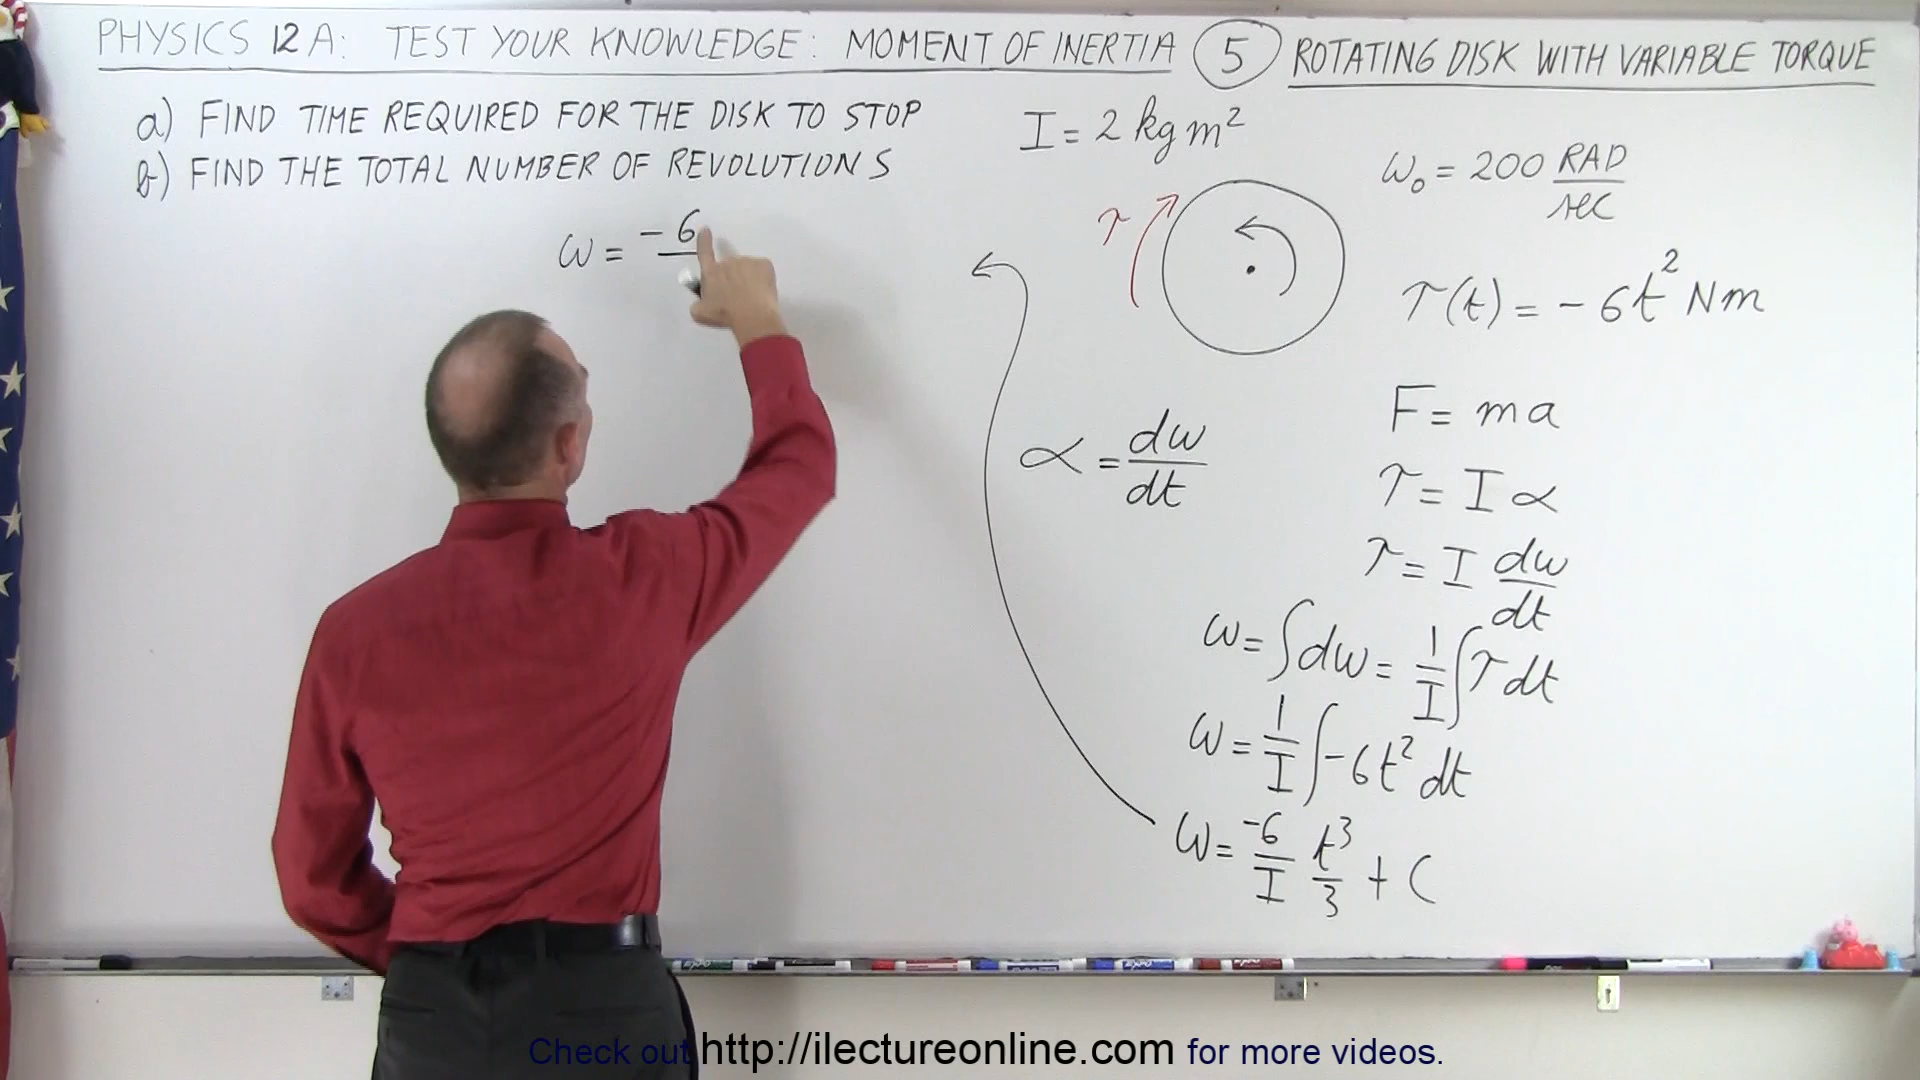 PHYSICS 12A: TEST YOUR KNOWLEDGE: MOMENT OF INERTIA 5 ROTATING DISK WITH VARIABLE TORQUE
a) FIND TIME REQUIRED FOR THE DISK TO STOP
b) FIND THE TOTAL NUMBER OF REVOLUTIONS
ω = -6
I = 2 kg m²
ω₀ = 200 RAD/sec
τ
τ(t) = -6t² Nm
F = ma
α = dω/dt
τ = I α
τ = I dω/dt
ω = ∫dω = 1/I ∫τ dt
ω = 1/I ∫-6t² dt
ω = -6/I t³/3 + C
Check out http://ilectureonline.com for more videos.